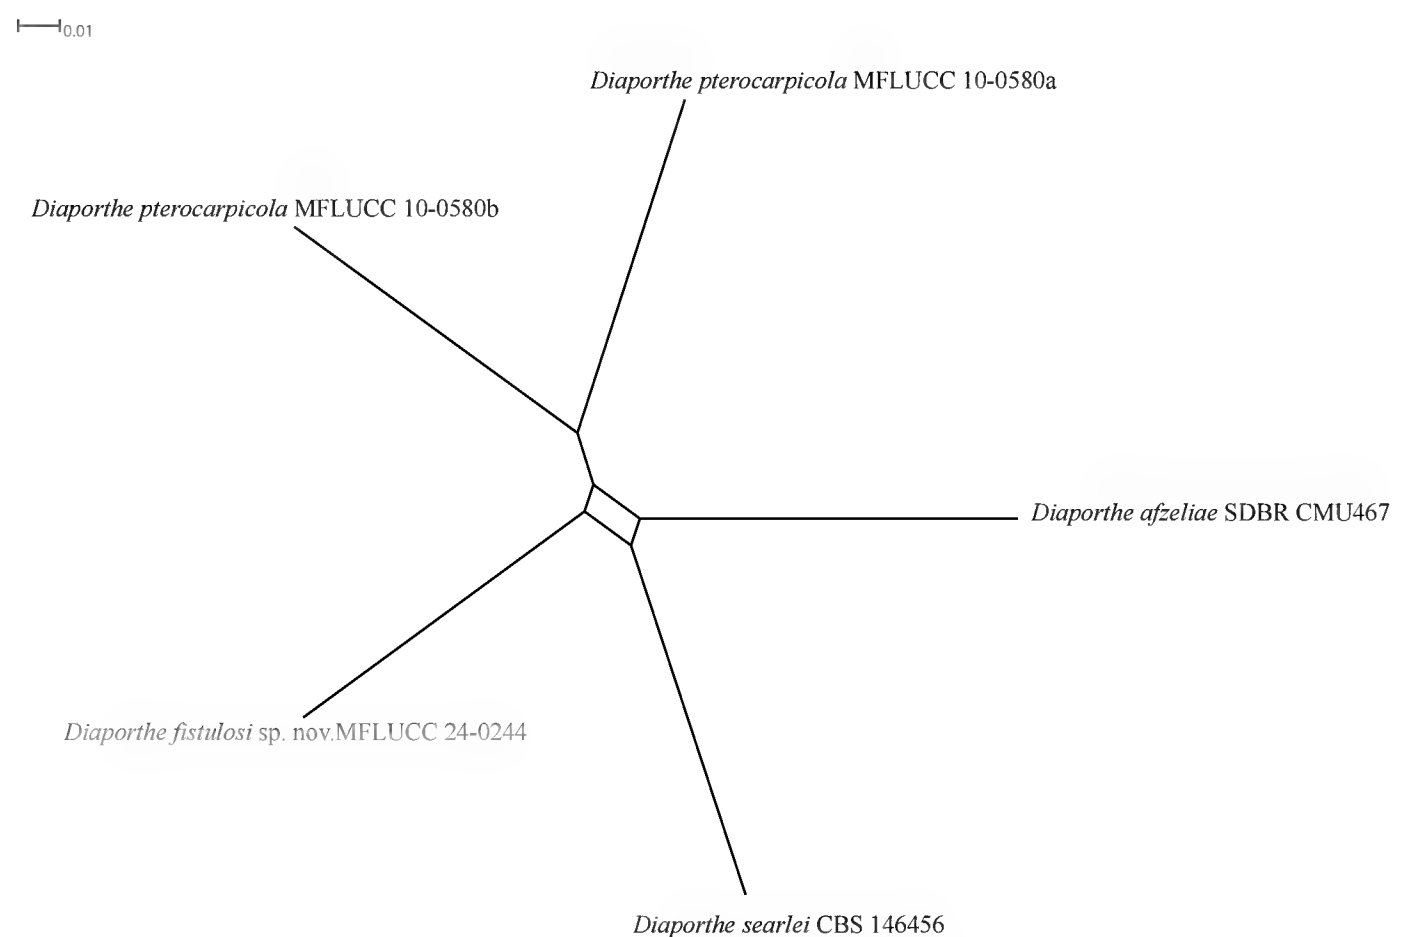 0.01
Diaporthe pterocarpicola MFLUCC 10-0580a
Diaporthe pterocarpicola MFLUCC 10-0580b
Diaporthe afzeliae SDBR CMU467
Diaporthe fistulosi sp. nov.MFLUCC 24-0244
Diaporthe searlei CBS 146456